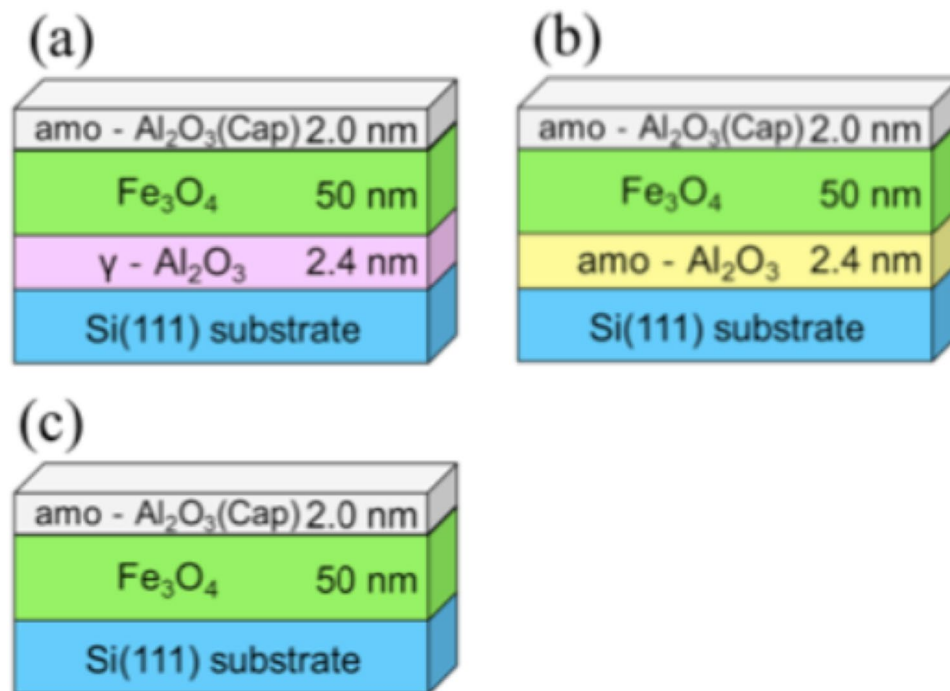 (a)
amo - Al₂O₃(Cap) 2.0 nm
Fe₃O₄ 50 nm
γ - Al₂O₃ 2.4 nm
Si(111) substrate
(b)
amo - Al₂O₃(Cap) 2.0 nm
Fe₃O₄ 50 nm
amo - Al₂O₃ 2.4 nm
Si(111) substrate
(c)
amo - Al₂O₃(Cap) 2.0 nm
Fe₃O₄ 50 nm
Si(111) substrate